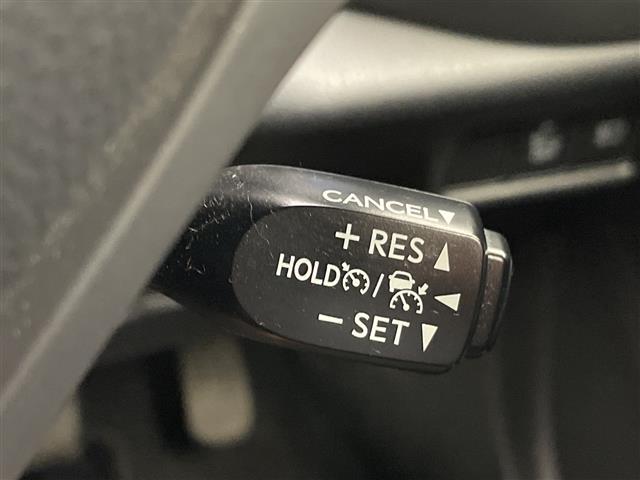 CANCEL▼
+ RES▲
HOLD /◀
− SET▼